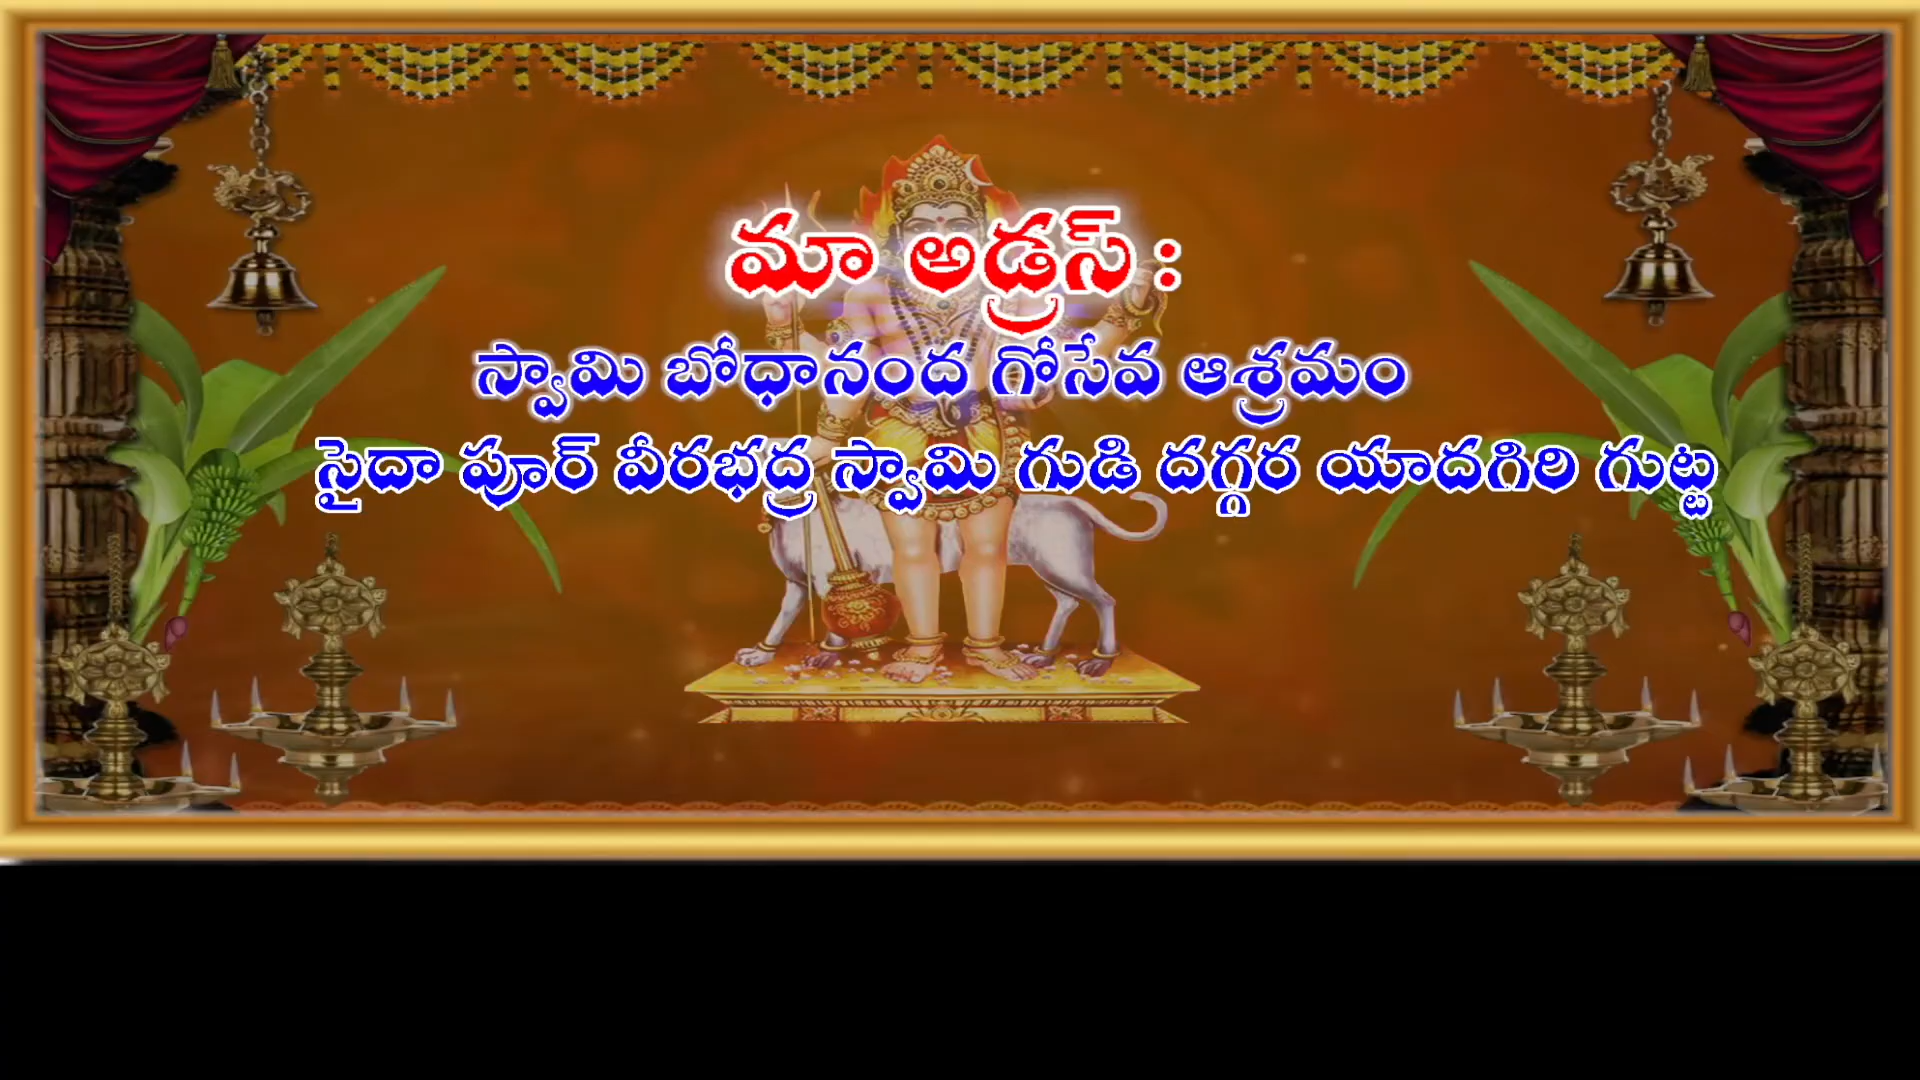 మా అడ్రస్ :
స్వామి బోధానంద గోసేవ ఆశ్రమం
సైదా పూర్ వీరభద్ర స్వామి గుడి దగ్గర యాదగిరి గుట్ట